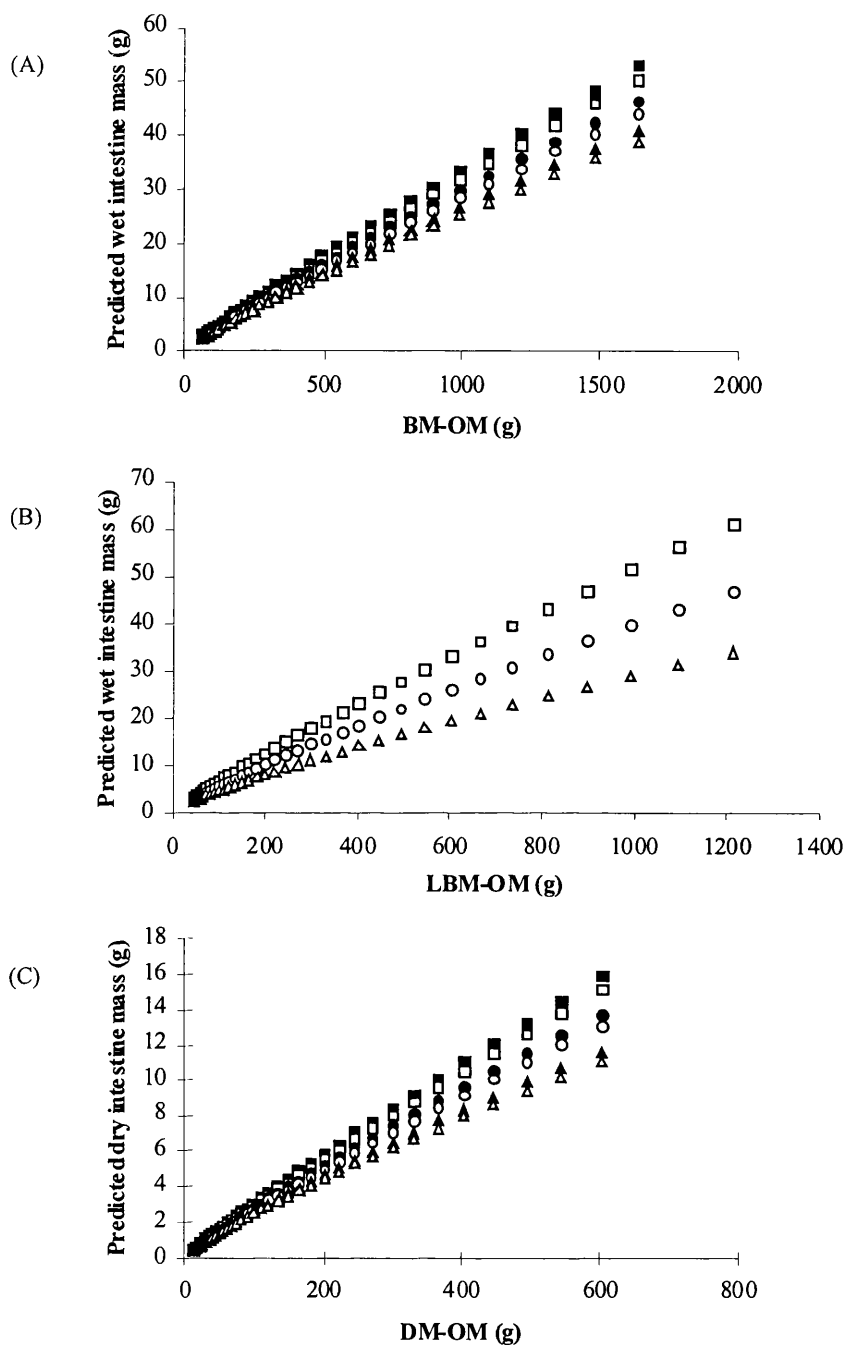 (A)
Predicted wet intestine mass (g)
60
50
40
30
20
10
0
0 500 1000 1500 2000
BM-OM (g)
(B)
Predicted wet intestine mass (g)
70
60
50
40
30
20
10
0
0 200 400 600 800 1000 1200 1400
LBM-OM (g)
(C)
Predicted dry intestine mass (g)
18
16
14
12
10
8
6
4
2
0
0 200 400 600 800
DM-OM (g)